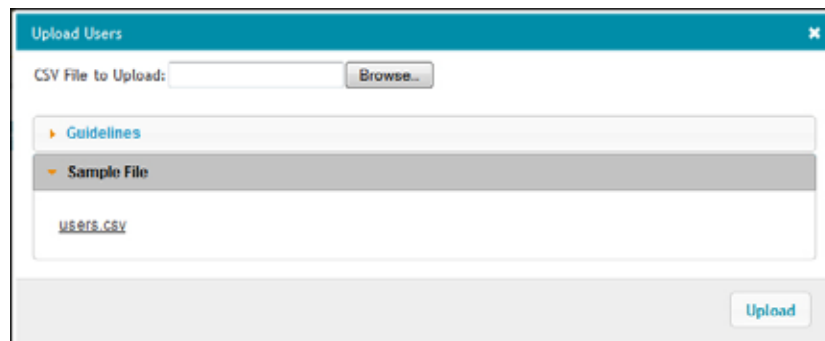 Upload Users
CSV File to Upload: Browse...
Guidelines
Sample File
users.csv
Upload